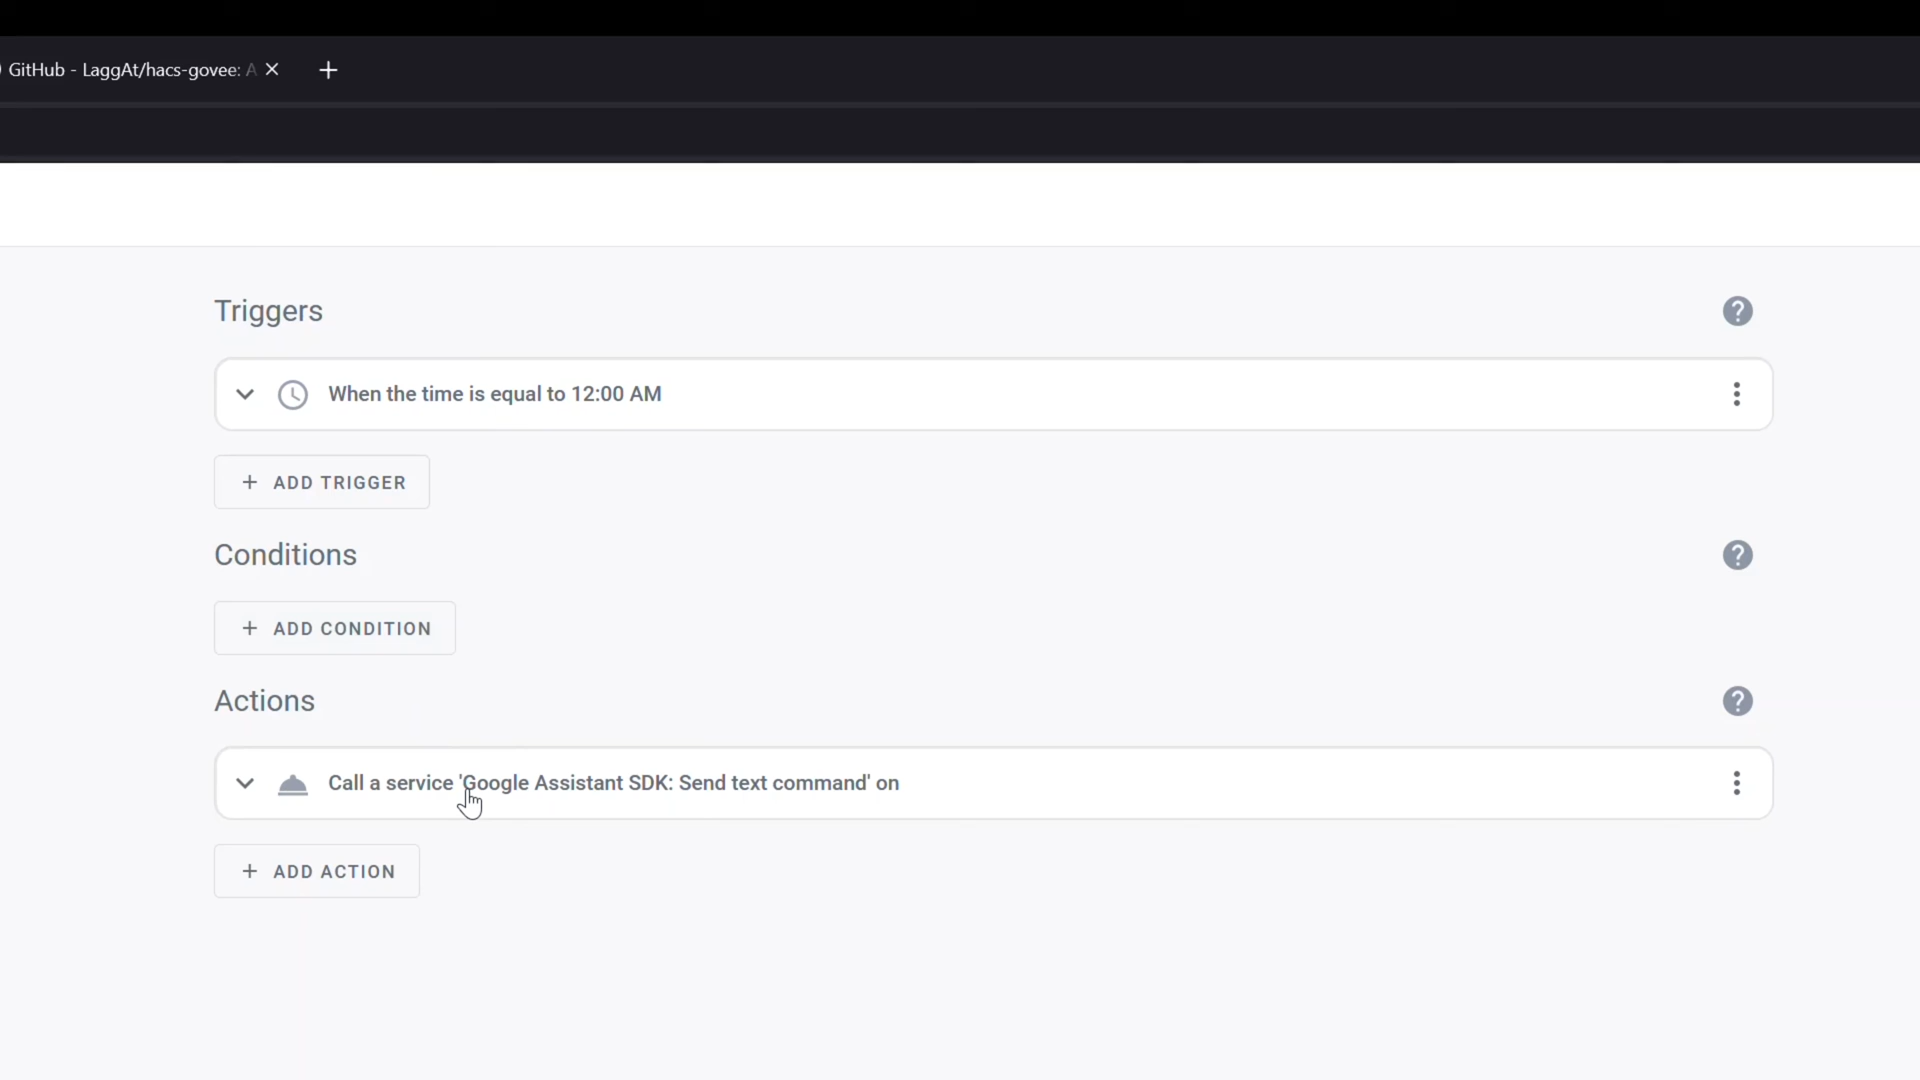 GitHub - LaggAt/hacs-govee: A
Triggers
When the time is equal to 12:00 AM
+ ADD TRIGGER
Conditions
+ ADD CONDITION
Actions
Call a service 'Google Assistant SDK: Send text command' on
+ ADD ACTION